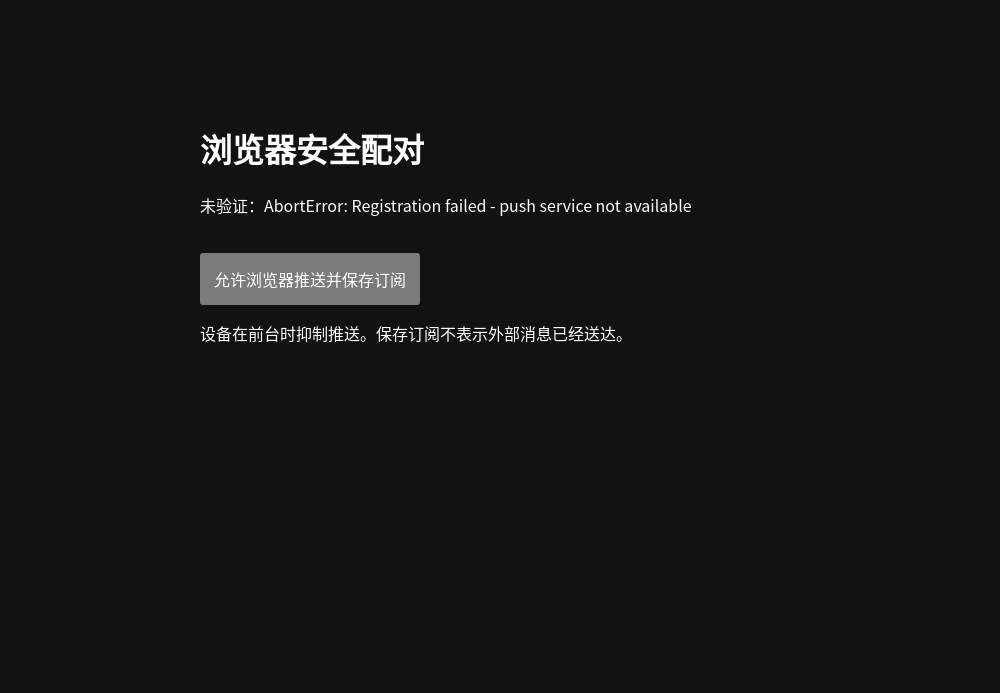 浏览器安全配对
未验证：AbortError: Registration failed - push service not available
允许浏览器推送并保存订阅
设备在前台时抑制推送。保存订阅不表示外部消息已经送达。